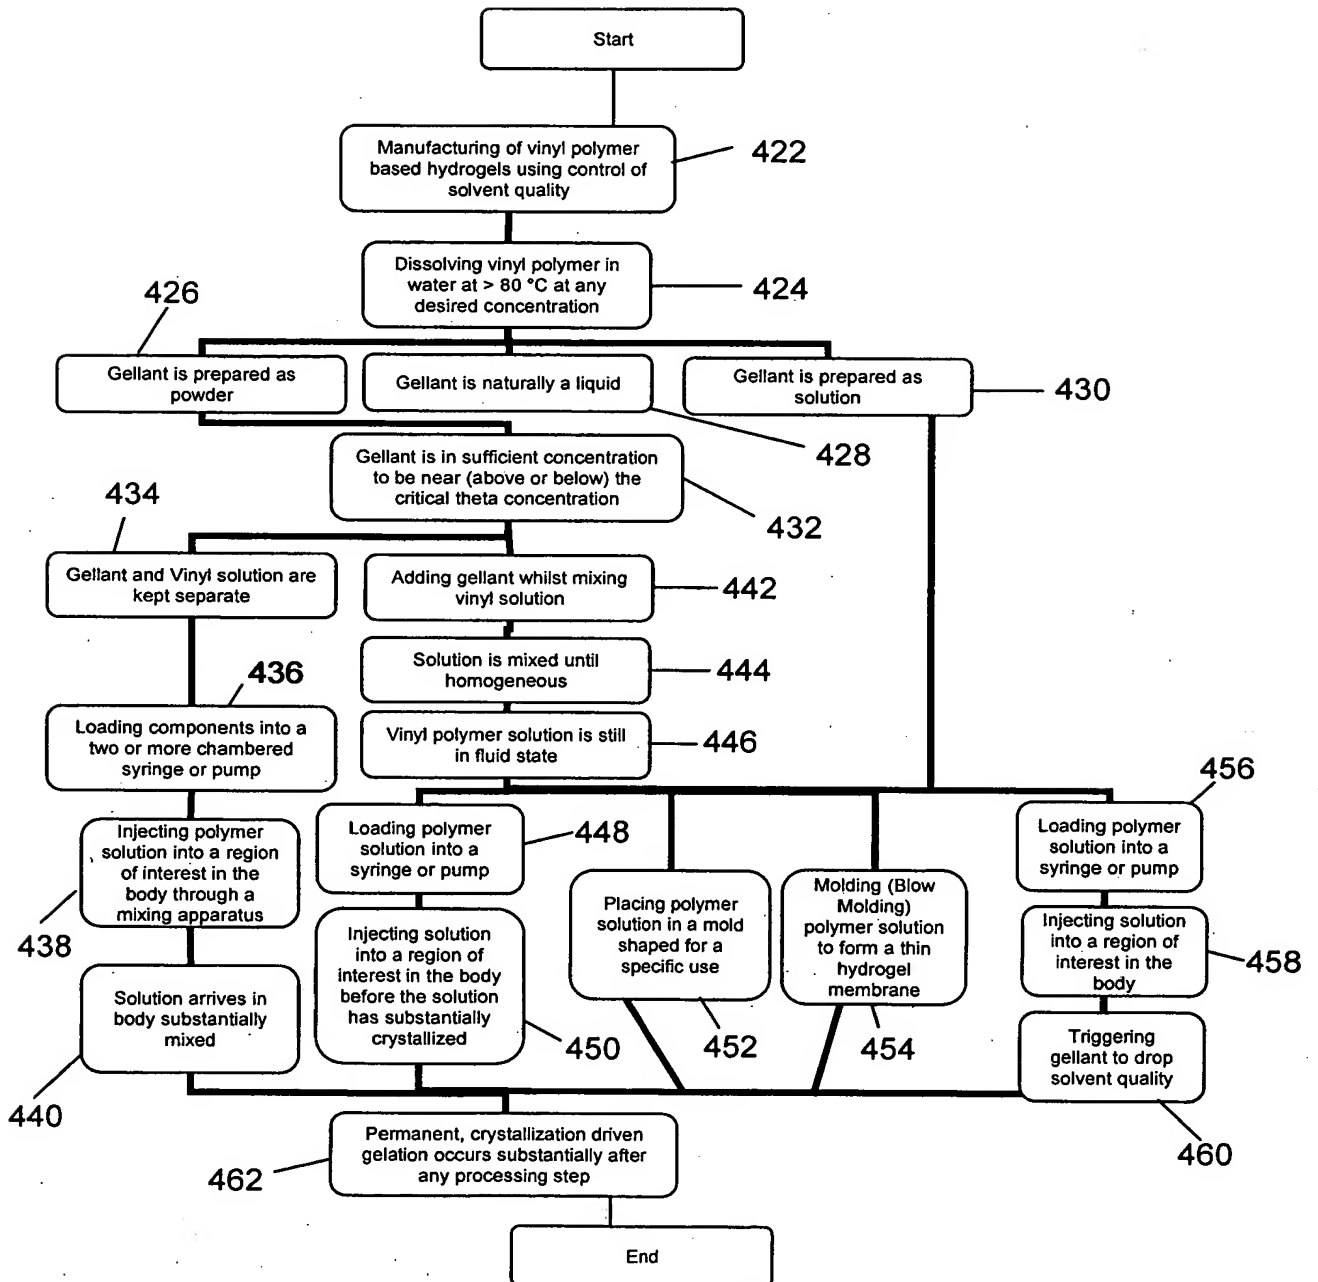 Start
Manufacturing of vinyl polymer
based hydrogels using control of
solvent quality
422
Dissolving vinyl polymer in
water at > 80 °C at any
desired concentration
424
426
Gellant is prepared as
powder
Gellant is naturally a liquid
428
Gellant is prepared as
solution
430
Gellant is in sufficient concentration
to be near (above or below) the
critical theta concentration
432
434
Gellant and Vinyl solution are
kept separate
Adding gellant whilst mixing
vinyl solution
442
Solution is mixed until
homogeneous
444
436
Loading components into a
two or more chambered
syringe or pump
Vinyl polymer solution is still
in fluid state
446
Injecting polymer
solution into a region
of interest in the
body through a
mixing apparatus
438
Solution arrives in
body substantially
mixed
440
Loading polymer
solution into a
syringe or pump
448
Injecting solution
into a region of
interest in the body
before the solution
has substantially
crystallized
450
Placing polymer
solution in a mold
shaped for a
specific use
452
Molding (Blow
Molding)
polymer solution
to form a thin
hydrogel
membrane
454
456
Loading polymer
solution into a
syringe or pump
Injecting solution
into a region of
interest in the
body
458
Triggering
gellant to drop
solvent quality
460
Permanent, crystallization driven
gelation occurs substantially after
any processing step
462
End